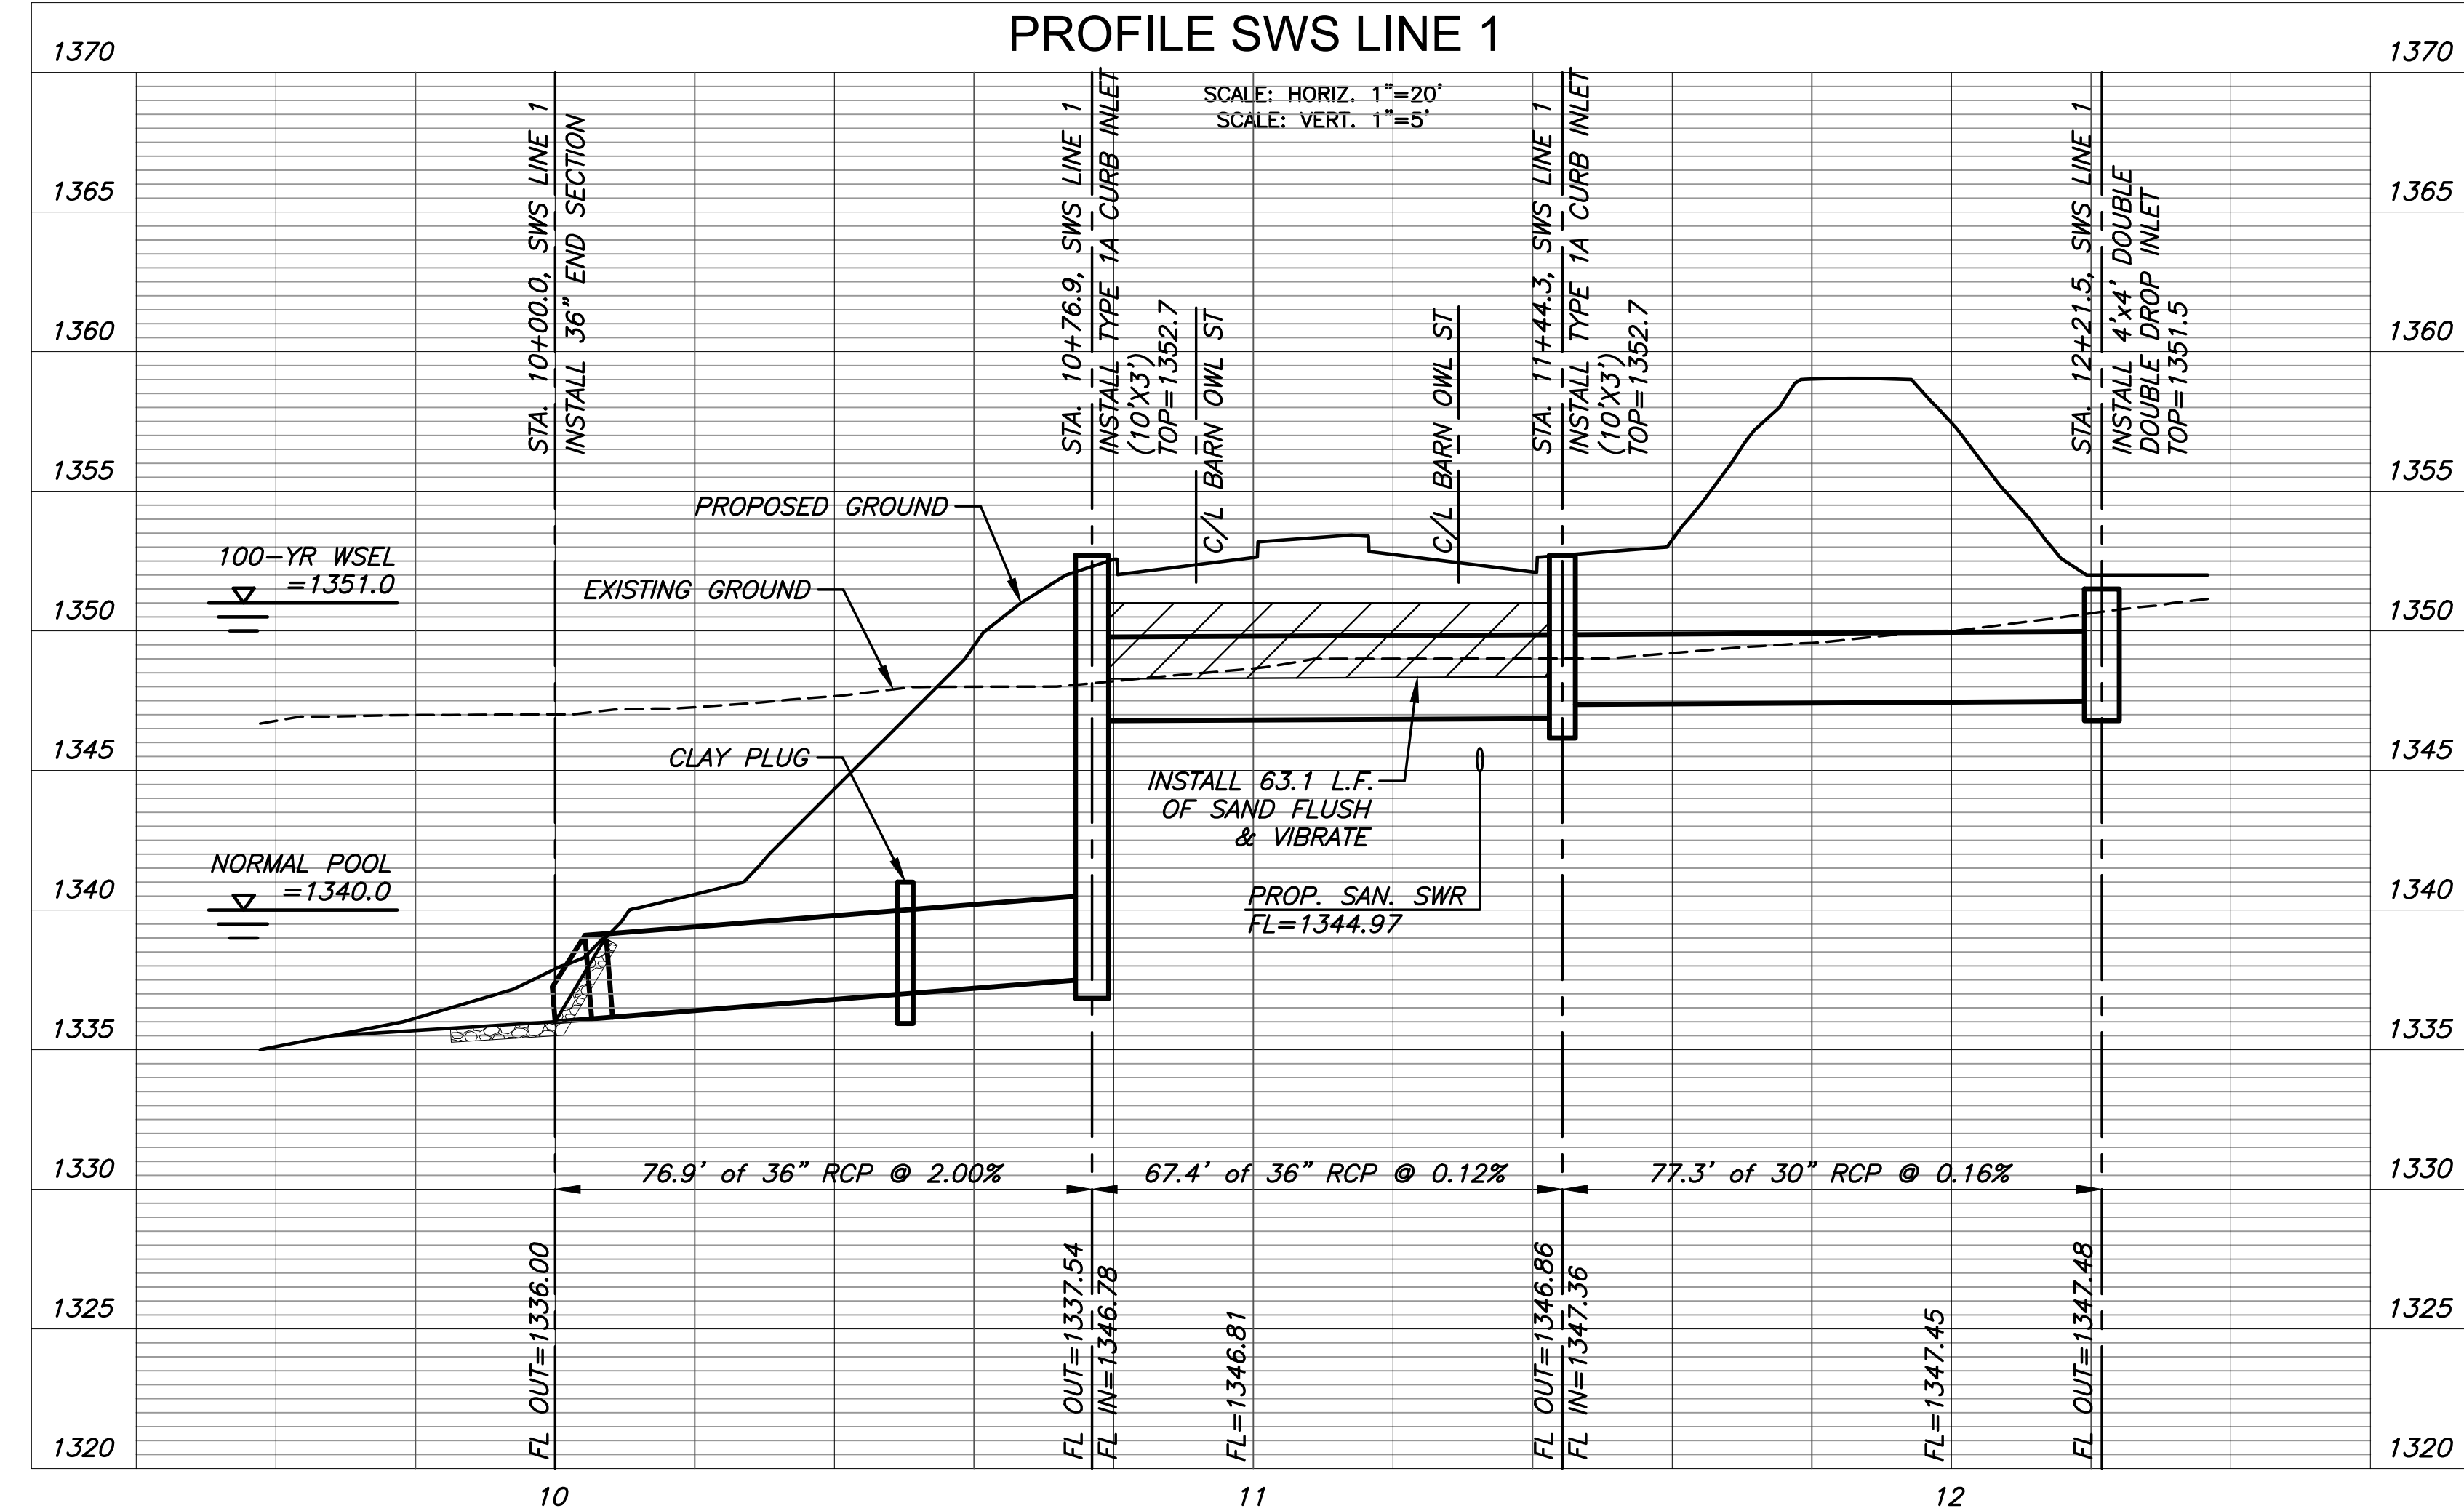 PROFILE SWS LINE 1
SCALE: HORIZ. 1"=20'
SCALE: VERT. 1"=5'
1370
1370
1365
1365
1360
1360
1355
1355
1350
1350
1345
1345
1340
1340
1335
1335
1330
1330
1325
1325
1320
1320
STA. 10+00.0, SWS LINE 1
INSTALL 36" END SECTION
STA. 10+76.9, SWS LINE 1
INSTALL TYPE 1A CURB INLET
(10'X3')
TOP=1352.7
C/L BARN OWL ST
C/L BARN OWL ST
STA. 11+44.3, SWS LINE 1
INSTALL TYPE 1A CURB INLET
(10'X3')
TOP=1352.7
STA. 12+21.5, SWS LINE 1
INSTALL 4'x4' DOUBLE
DOUBLE DROP INLET
TOP=1351.5
PROPOSED GROUND
100-YR WSEL
=1351.0
EXISTING GROUND
CLAY PLUG
INSTALL 63.1 L.F.
OF SAND FLUSH
& VIBRATE
NORMAL POOL
=1340.0
PROP. SAN. SWR
FL=1344.97
76.9' of 36" RCP @ 2.00%
67.4' of 36" RCP @ 0.12%
77.3' of 30" RCP @ 0.16%
FL OUT=1336.00
FL OUT=1337.54
FL IN=1346.78
FL=1346.81
FL OUT=1346.86
FL IN=1347.36
FL=1347.45
FL OUT=1347.48
10
11
12